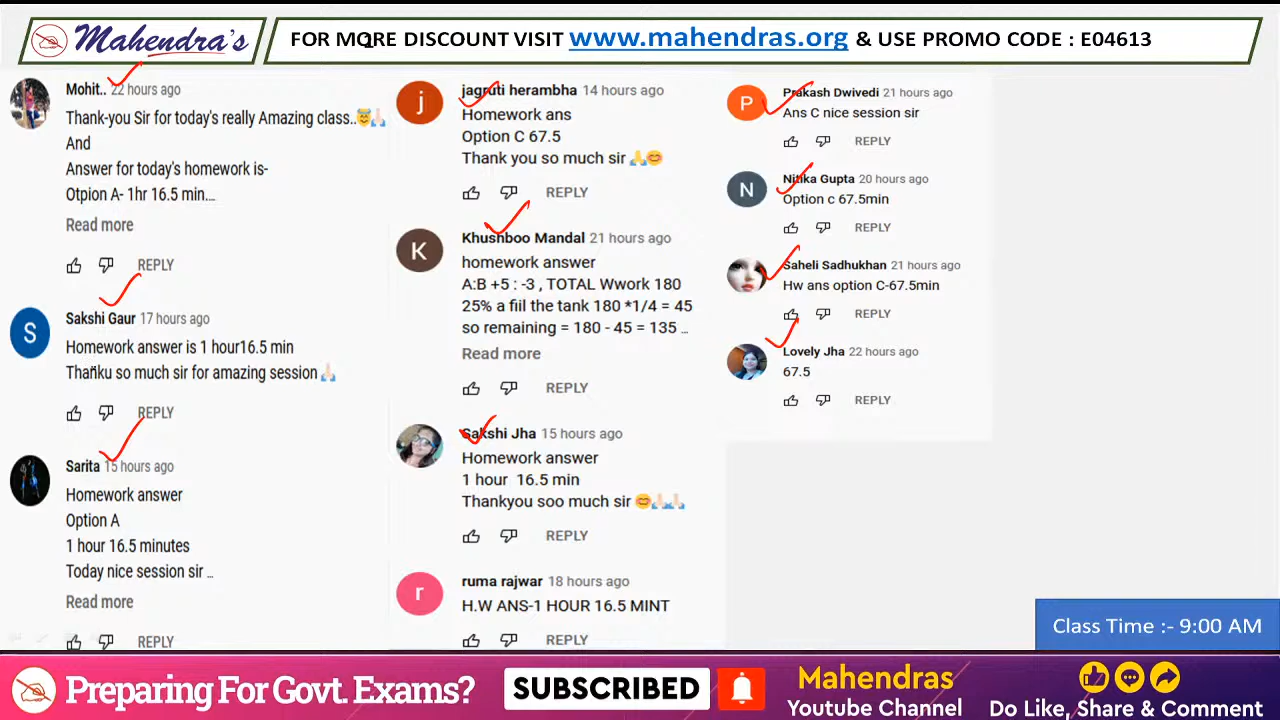 Mahendra's
FOR MORE DISCOUNT VISIT www.mahendras.org & USE PROMO CODE : E04613
Mohit.. 22 hours ago
Thank-you Sir for today's really Amazing class..😇🙏🏻
And
Answer for today's homework is-
Otpion A- 1hr 16.5 min...
Read more
REPLY
Sakshi Gaur 17 hours ago
Homework answer is 1 hour16.5 min
Thañku so much sir for amazing session🙏🏻
REPLY
Sarita 15 hours ago
Homework answer
Option A
1 hour 16.5 minutes
Today nice session sir ...
Read more
REPLY
j
jagruti herambha 14 hours ago
Homework ans
Option C 67.5
Thank you so much sir 🙏😊
REPLY
K
Khushboo Mandal 21 hours ago
homework answer
A:B +5 : -3 , TOTAL Wwork 180
25% a fiil the tank 180 *1/4 = 45
so remaining = 180 - 45 = 135 ...
Read more
REPLY
Sakshi Jha 15 hours ago
Homework answer
1 hour 16.5 min
Thankyou soo much sir 😊🙏🏻🙏🏻
REPLY
r
ruma rajwar 18 hours ago
H.W ANS-1 HOUR 16.5 MINT
REPLY
P
Prakash Dwivedi 21 hours ago
Ans C nice session sir
REPLY
N
Nitika Gupta 20 hours ago
Option c 67.5min
REPLY
Saheli Sadhukhan 21 hours ago
Hw ans option C-67.5min
REPLY
Lovely Jha 22 hours ago
67.5
REPLY
S
Class Time :- 9:00 AM
Preparing For Govt. Exams?
SUBSCRIBED
Mahendras
Youtube Channel
Do Like, Share & Comment